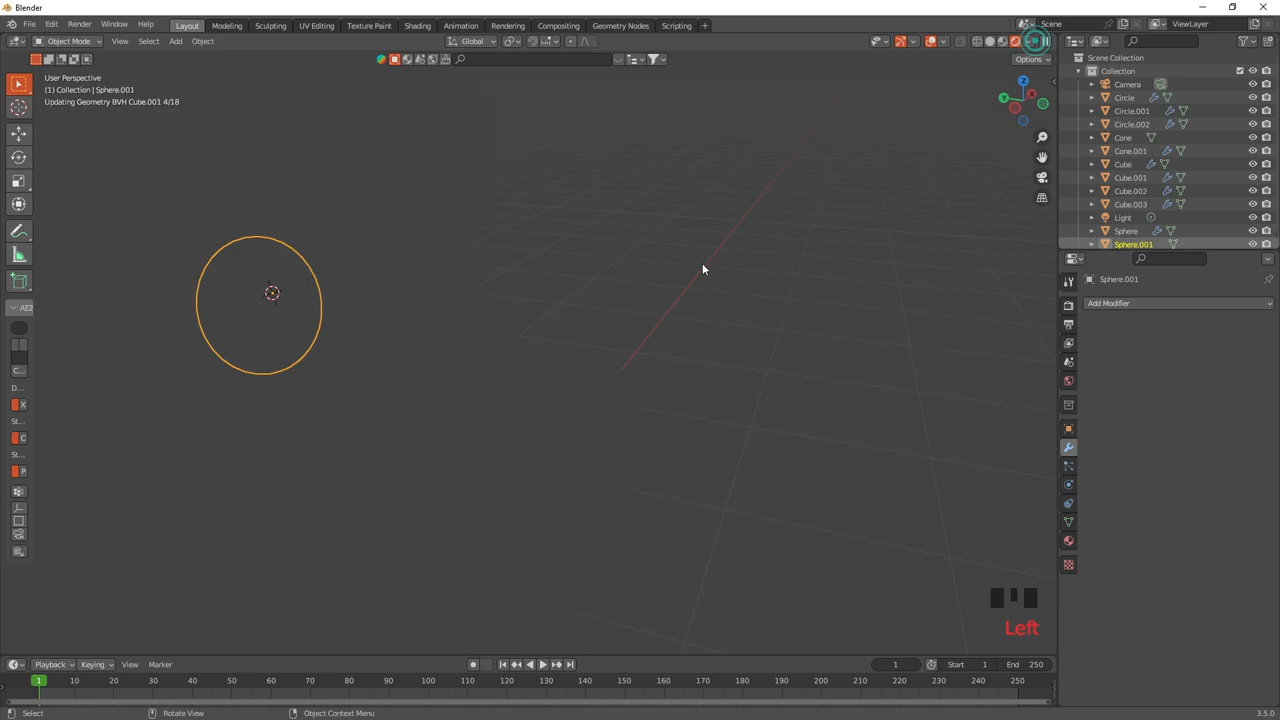 Blender
File Edit Render Window Help Layout Modeling Sculpting UV Editing Texture Paint Shading Animation Rendering Compositing Geometry Nodes Scripting + Scene ViewLayer
Object Mode View Select Add Object Global
Options
User Perspective
(1) Collection | Sphere.001
Updating Geometry BVH Cube.001 4/18
Z
Y
X
Scene Collection
Collection
Camera
Circle
Circle.001
Circle.002
Cone
Cone.001
Cube
Cube.001
Cube.002
Cube.003
Light
Sphere
Sphere.001
Sphere.001
Add Modifier
AE2
C...
D...
X
St...
C
St...
P
Left
Playback Keying View Marker 1 Start 1 End 250
1 10 20 30 40 50 60 70 80 90 100 110 120 130 140 150 160 170 180 190 200 210 220 230 240 250
Select Rotate View Object Context Menu 3.5.0